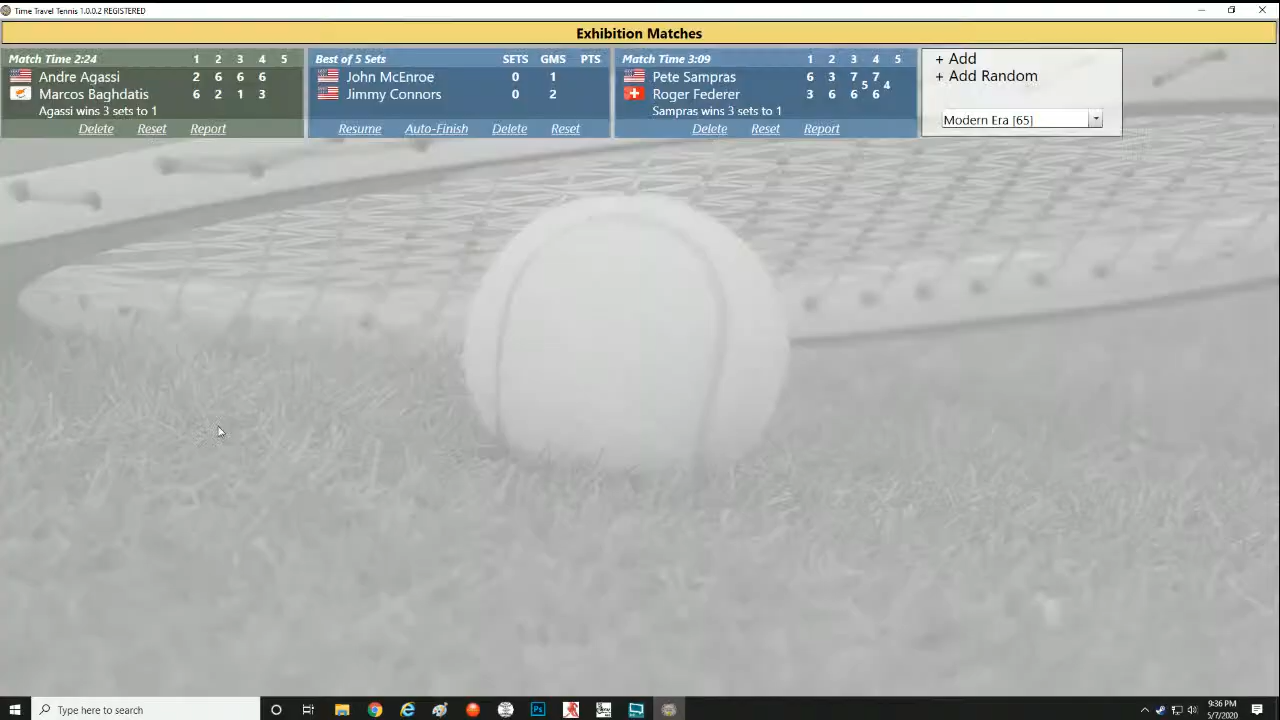 Time Travel Tennis 1.0.0.2 REGISTERED
Exhibition Matches
Match Time 2:24 1 2 3 4 5
Andre Agassi 2 6 6 6
Marcos Baghdatis 6 2 1 3
Agassi wins 3 sets to 1
Delete Reset Report
Best of 5 Sets SETS GMS PTS
John McEnroe 0 1
Jimmy Connors 0 2
Resume Auto-Finish Delete Reset
Match Time 3:09 1 2 3 4 5
Pete Sampras 6 3 7 7
5 4
Roger Federer 3 6 6 6
Sampras wins 3 sets to 1
Delete Reset Report
+ Add
+ Add Random
Modern Era [65]
Type here to search
Ps
9:36 PM
5/7/2020